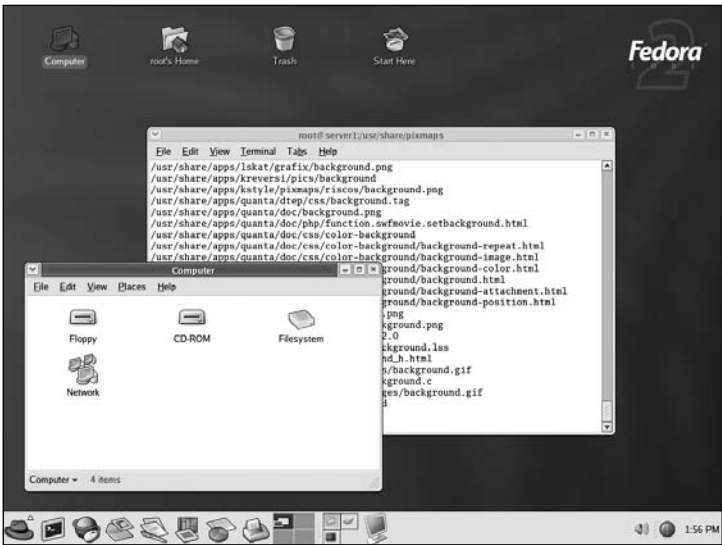 Computer
root's Home
Trash
Start Here
Fedora
CORE
2
root@server1:/usr/share/pixmaps
File Edit View Terminal Tabs Help
/usr/share/apps/lskat/grafix/background.png
/usr/share/apps/kreversi/pics/background
/usr/share/apps/kstyle/pixmaps/riscos/background.png
/usr/share/apps/quanta/dtep/css/background.tag
/usr/share/apps/quanta/doc/background.png
/usr/share/apps/quanta/doc/php/function.swfmovie.setbackground.html
/usr/share/apps/quanta/doc/css/color-background
/usr/share/apps/quanta/doc/css/color-background/background-repeat.html
/usr/share/apps/quanta/doc/css/color-background/background-image.html
ground/background-color.html
ground/background.html
ground/background-attachment.html
ground/background-position.html
.png
kground.png
2.0
ckground.lss
nd_h.html
s/background.gif
kground.c
ges/background.gif
d
Computer
File Edit View Places Help
Floppy
CD-ROM
Filesystem
Network
Computer
4 items
1:56 PM